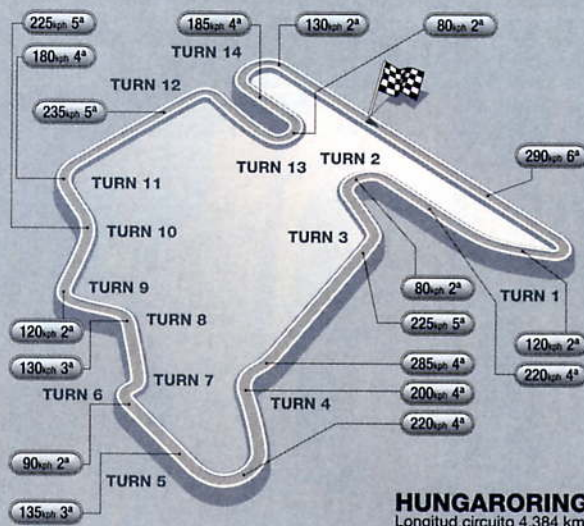 225kph 5ª
185kph 4ª
130kph 2ª
80kph 2ª
180kph 4ª
TURN 14
TURN 12
235kph 5ª
TURN 13
TURN 2
290kph 6ª
TURN 11
TURN 10
TURN 3
TURN 9
80kph 2ª
TURN 1
120kph 2ª
TURN 8
225kph 5ª
120kph 2ª
130kph 3ª
285kph 4ª
220kph 4ª
TURN 7
TURN 6
200kph 4ª
TURN 4
220kph 4ª
90kph 2ª
TURN 5
135kph 3ª
HUNGARORING
Longitud circuito 4.384 km